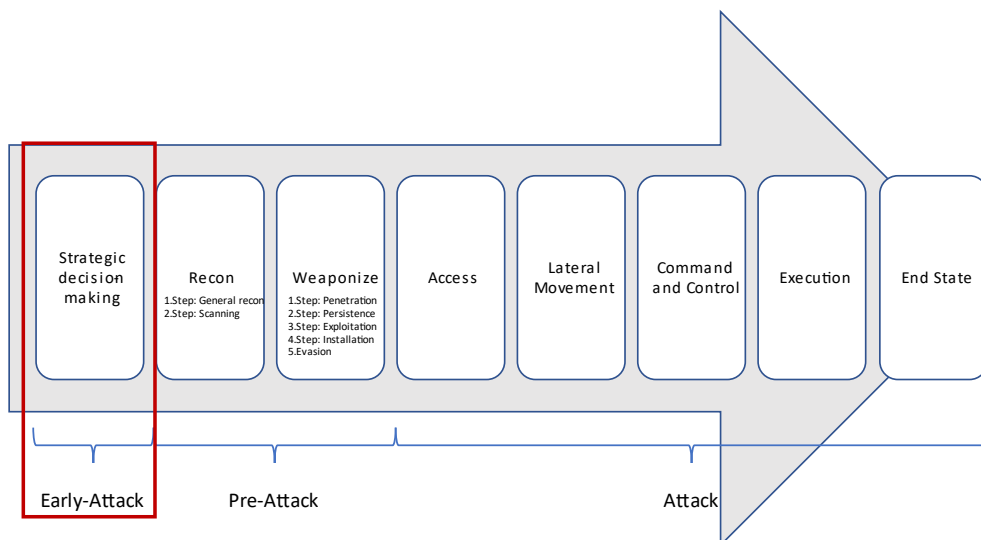 Strategic
decision-
making
Recon
1.Step: General recon
2.Step: Scanning
Weaponize
1.Step: Penetration
2.Step: Persistence
3.Step: Exploitation
4.Step: Installation
5.Evasion
Access
Lateral
Movement
Command
and Control
Execution
End State
Early-Attack
Pre-Attack
Attack